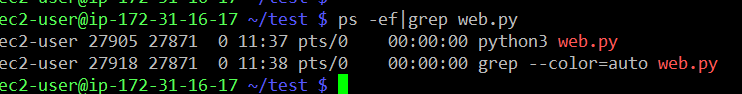 ec2-user@ip-172-31-16-17 ~/test $ ps -ef|grep web.py
ec2-user 27905 27871  0 11:37 pts/0    00:00:00 python3 web.py
ec2-user 27918 27871  0 11:38 pts/0    00:00:00 grep --color=auto web.py
ec2-user@ip-172-31-16-17 ~/test $